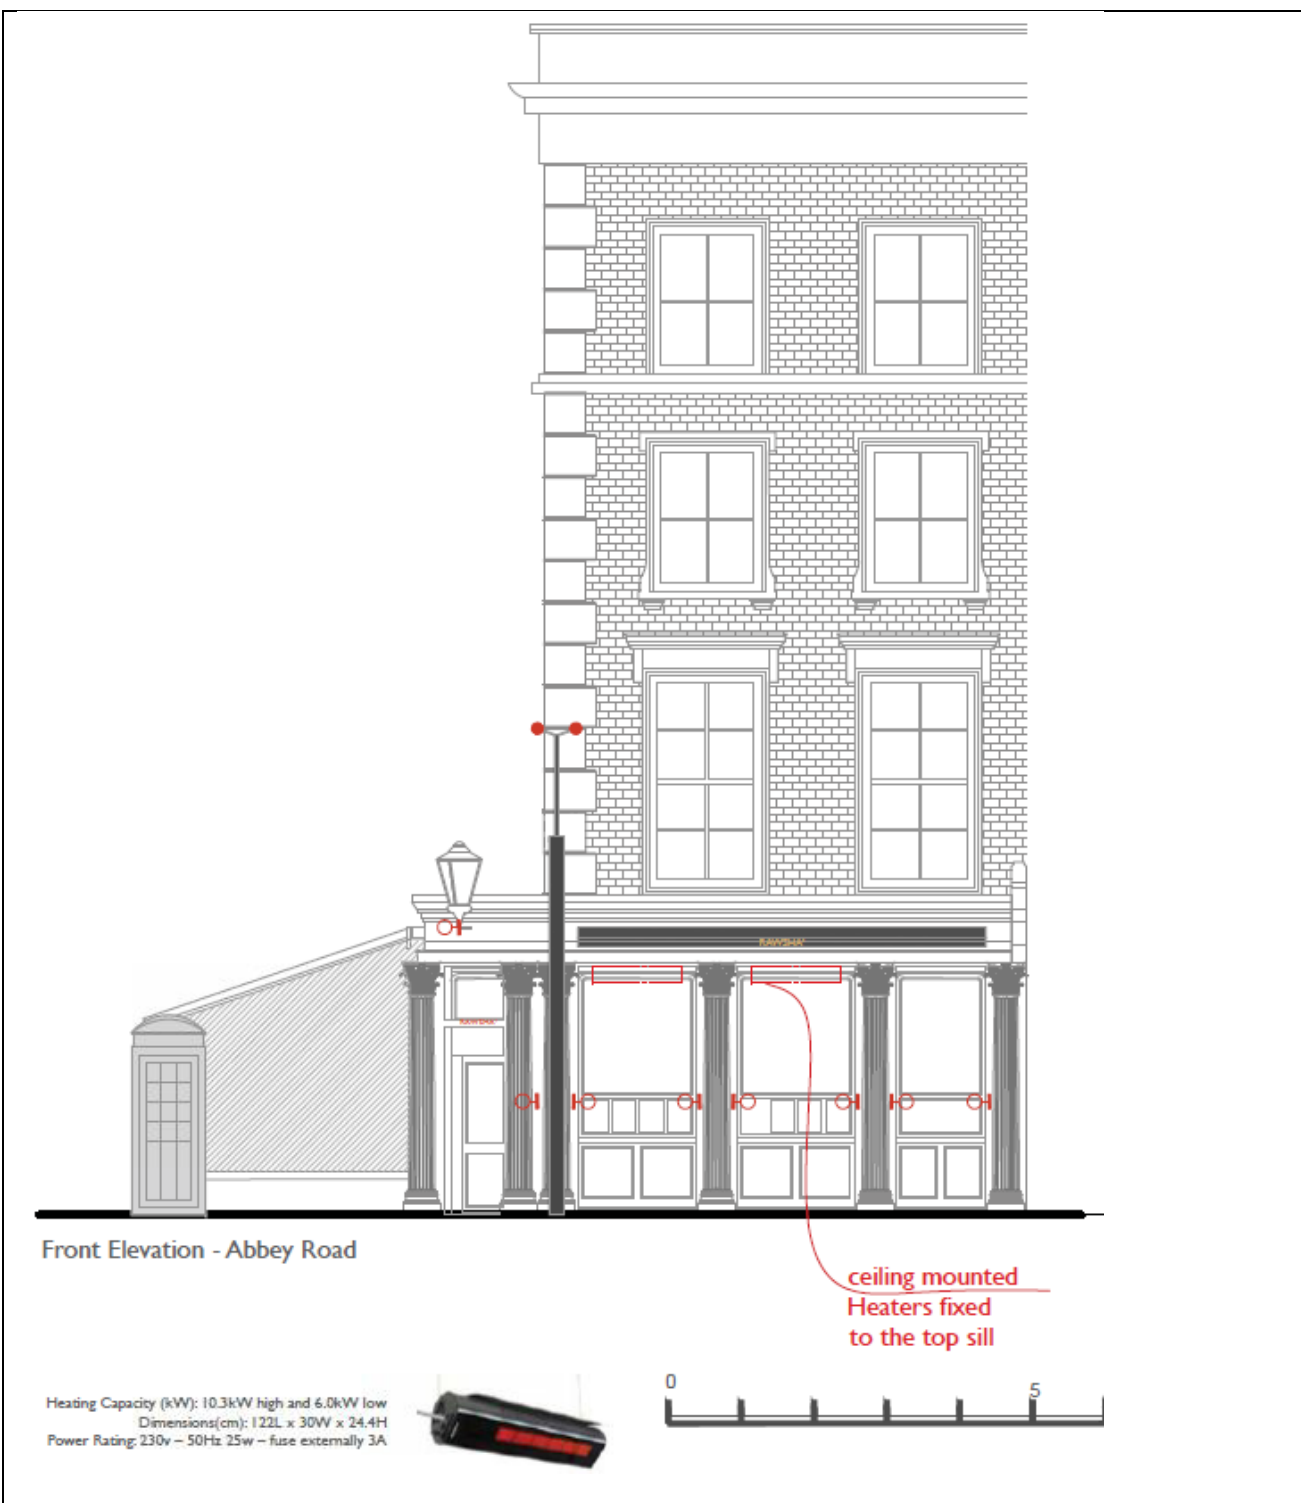 RAWSHA'
Front Elevation - Abbey Road
ceiling mounted
Heaters fixed
to the top sill
Heating Capacity (kW): 10.3kW high and 6.0kW low
Dimensions(cm): 122L x 30W x 24.4H
Power Rating: 230v – 50Hz 25w – fuse externally 3A
0
5